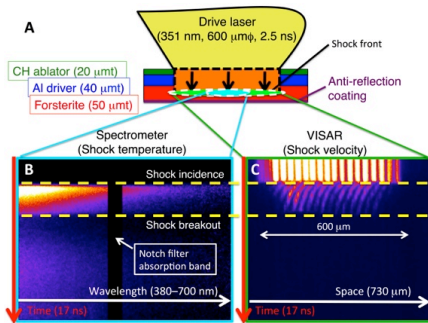 A
Drive laser
(351 nm, 600 μmϕ, 2.5 ns)
Shock front
CH ablator (20 μmt)
Al driver (40 μmt)
Forsterite (50 μmt)
Anti-reflection
coating
Spectrometer
(Shock temperature)
VISAR
(Shock velocity)
B
Shock incidence
C
Shock breakout
600 μm
Notch filter
absorption band
Wavelength (380–700 nm)
Space (730 μm)
Time (17 ns)
Time (17 ns)